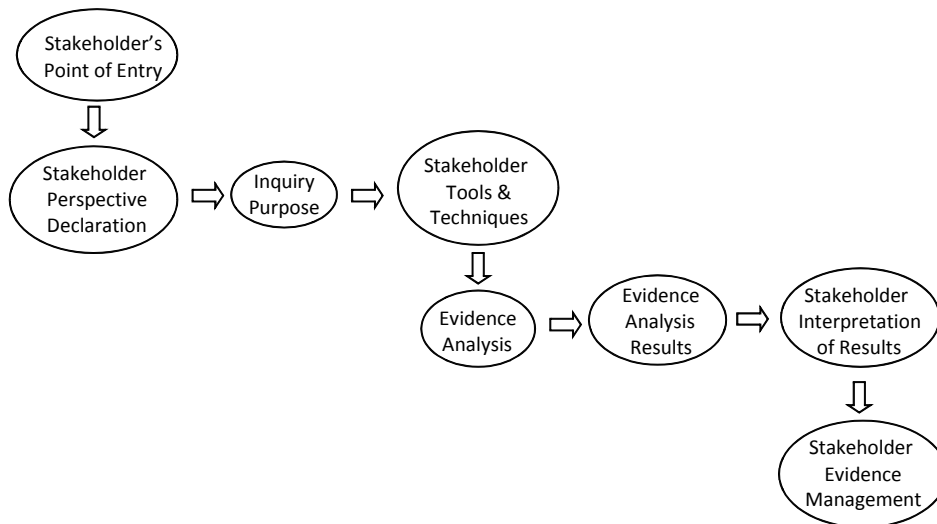 Stakeholder’s
Point of Entry
Stakeholder
Perspective
Declaration
Inquiry
Purpose
Stakeholder
Tools &
Techniques
Evidence
Analysis
Evidence
Analysis
Results
Stakeholder
Interpretation
of Results
Stakeholder
Evidence
Management